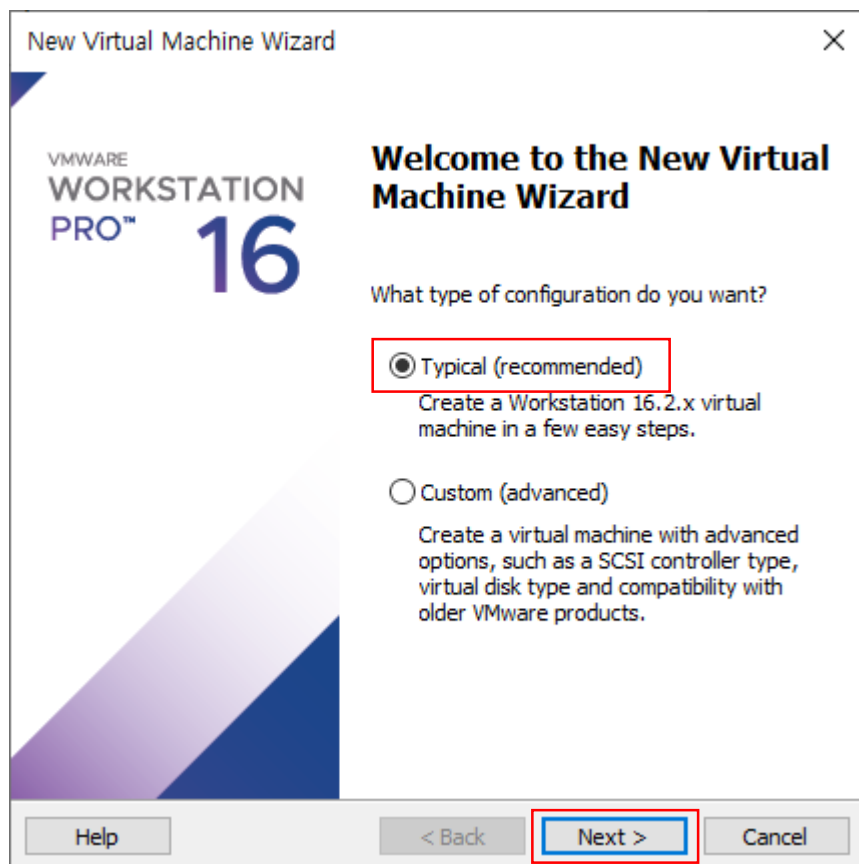 New Virtual Machine Wizard
VMWARE
WORKSTATION
PRO™ 16
Welcome to the New Virtual
Machine Wizard
What type of configuration do you want?
Typical (recommended)
Create a Workstation 16.2.x virtual
machine in a few easy steps.
Custom (advanced)
Create a virtual machine with advanced
options, such as a SCSI controller type,
virtual disk type and compatibility with
older VMware products.
Help < Back Next > Cancel